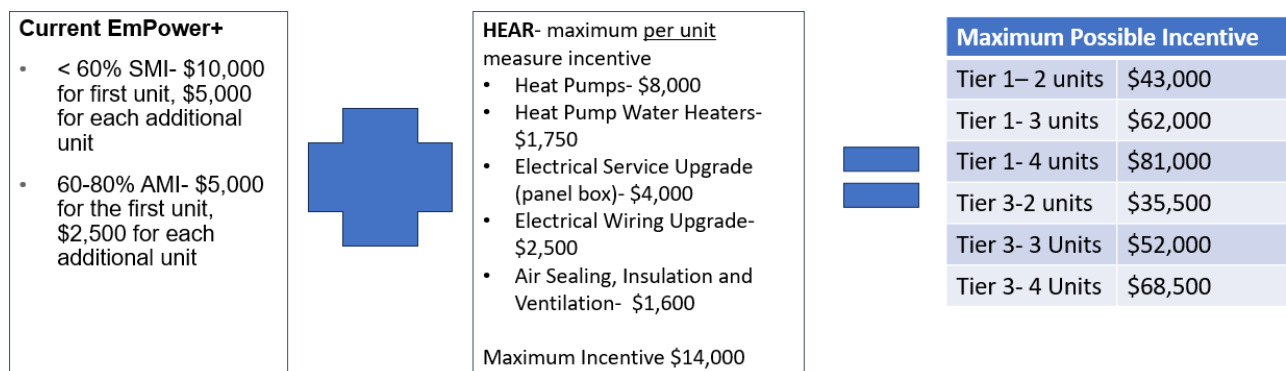 Current EmPower+
• < 60% SMI- $10,000
for first unit, $5,000
for each additional
unit
• 60-80% AMI- $5,000
for the first unit,
$2,500 for each
additional unit
HEAR- maximum per unit
measure incentive
• Heat Pumps- $8,000
• Heat Pump Water Heaters-
$1,750
• Electrical Service Upgrade
(panel box)- $4,000
• Electrical Wiring Upgrade-
$2,500
• Air Sealing, Insulation and
Ventilation-  $1,600
Maximum Incentive $14,000
Maximum Possible Incentive
Tier 1– 2 units $43,000
Tier 1- 3 units $62,000
Tier 1- 4 units $81,000
Tier 3-2 units $35,500
Tier 3- 3 Units $52,000
Tier 3- 4 Units $68,500